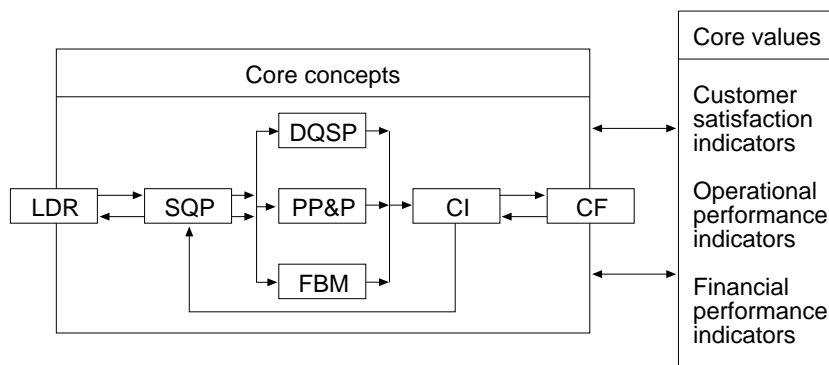 Core values
Core concepts
Customer
satisfaction
indicators
DQSP
LDR
SQP
PP&P
CI
CF
Operational
performance
indicators
FBM
Financial
performance
indicators